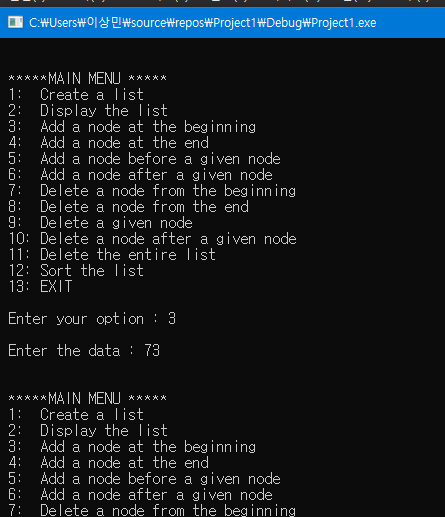 C:₩Users₩이상민₩source₩repos₩Project1₩Debug₩Project1.exe
*****MAIN MENU *****
1:  Create a list
2:  Display the list
3:  Add a node at the beginning
4:  Add a node at the end
5:  Add a node before a given node
6:  Add a node after a given node
7:  Delete a node from the beginning
8:  Delete a node from the end
9:  Delete a given node
10: Delete a node after a given node
11: Delete the entire list
12: Sort the list
13: EXIT
Enter your option : 3
Enter the data : 73
*****MAIN MENU *****
1:  Create a list
2:  Display the list
3:  Add a node at the beginning
4:  Add a node at the end
5:  Add a node before a given node
6:  Add a node after a given node
7:  Delete a node from the beginning